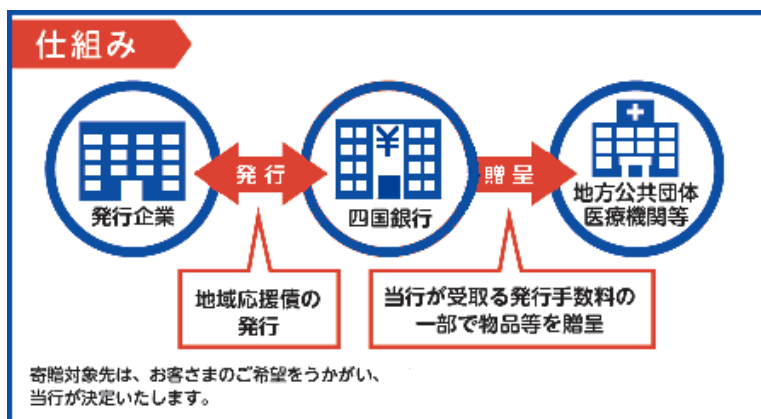 仕組み
発行
贈呈
発行企業
四国銀行
地方公共団体
医療機関等
地域応援債の
発行
当行が受取る発行手数料の
一部で物品等を贈呈
寄贈対象先は、お客さまのご希望をうかがい、
当行が決定いたします。